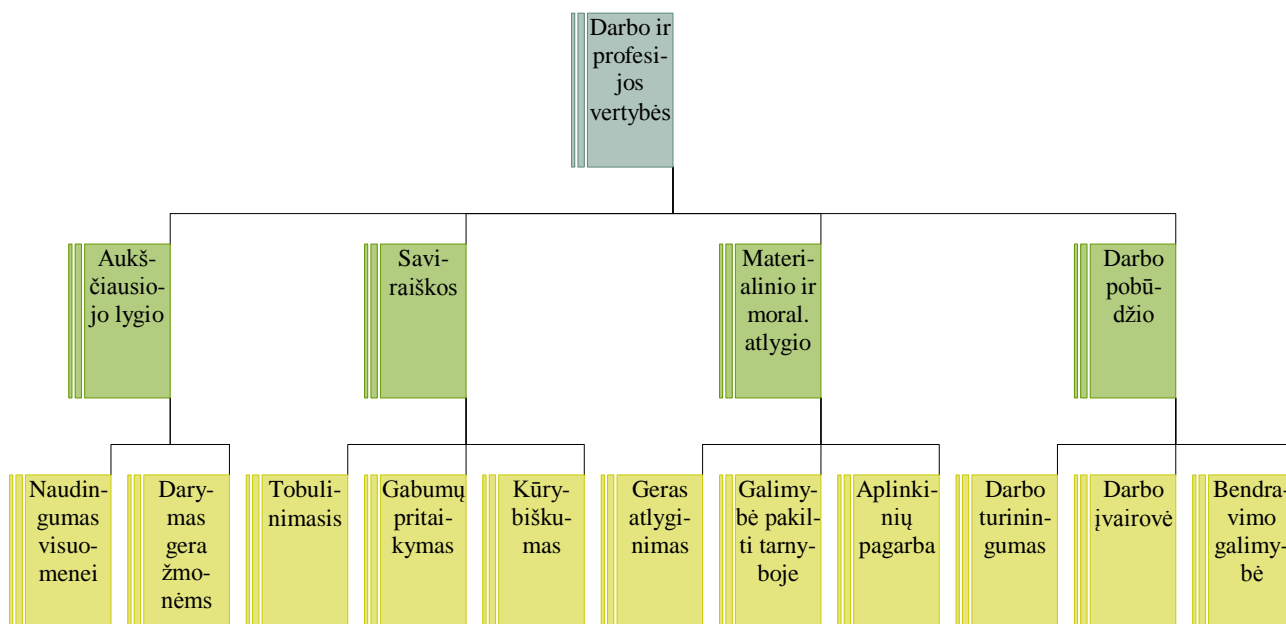 Darbo ir
profesi-
jos
vertybės
Aukš-
čiausio-
jo lygio
Savi-
raiškos
Materi-
alinio ir
moral.
atlygio
Darbo
pobū-
džio
Naudin-
gumas
visuo-
menei
Dary-
mas
gera
žmo-
nėms
Tobuli-
nimasis
Gabumų
pritai-
kymas
Kūry-
bišku-
mas
Geras
atlygi-
nimas
Galimy-
bė pakil-
ti tarny-
boje
Aplinki-
nių
pagarba
Darbo
turinin-
gumas
Darbo
įvairovė
Bendra-
vimo
galimy-
bė